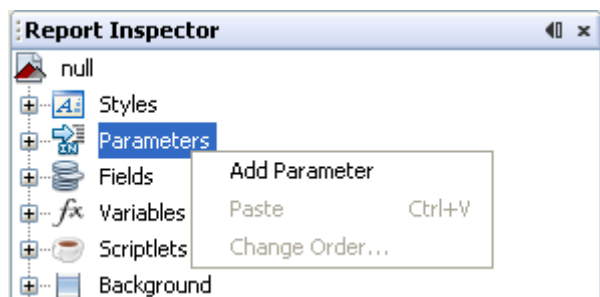 Report Inspector
null
Styles
Parameters
Fields
Variables
Scriptlets
Background
Add Parameter
Paste Ctrl+V
Change Order...